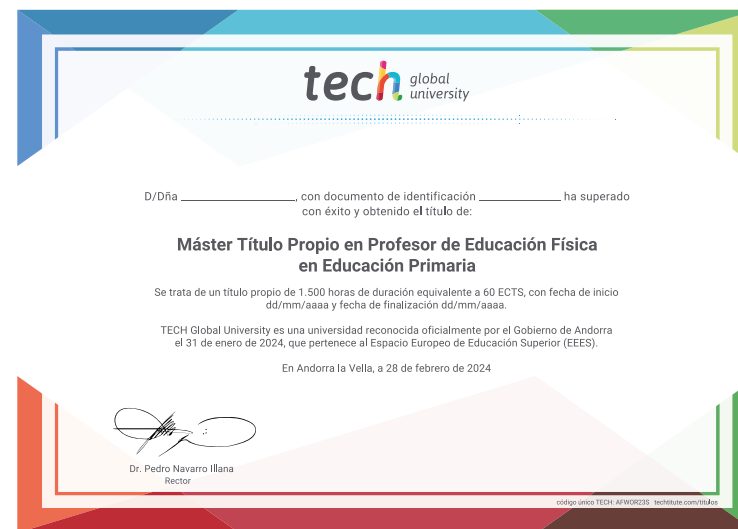 tech global university
D/Dña ____________________, con documento de identificación ______________ ha superado
con éxito y obtenido el título de:
Máster Título Propio en Profesor de Educación Física
en Educación Primaria
Se trata de un título propio de 1.500 horas de duración equivalente a 60 ECTS, con fecha de inicio
dd/mm/aaaa y fecha de finalización dd/mm/aaaa.
TECH Global University es una universidad reconocida oficialmente por el Gobierno de Andorra
el 31 de enero de 2024, que pertenece al Espacio Europeo de Educación Superior (EEES).
En Andorra la Vella, a 28 de febrero de 2024
Dr. Pedro Navarro Illana
Rector
código único TECH: AFWOR23S techtitute.com/titulos